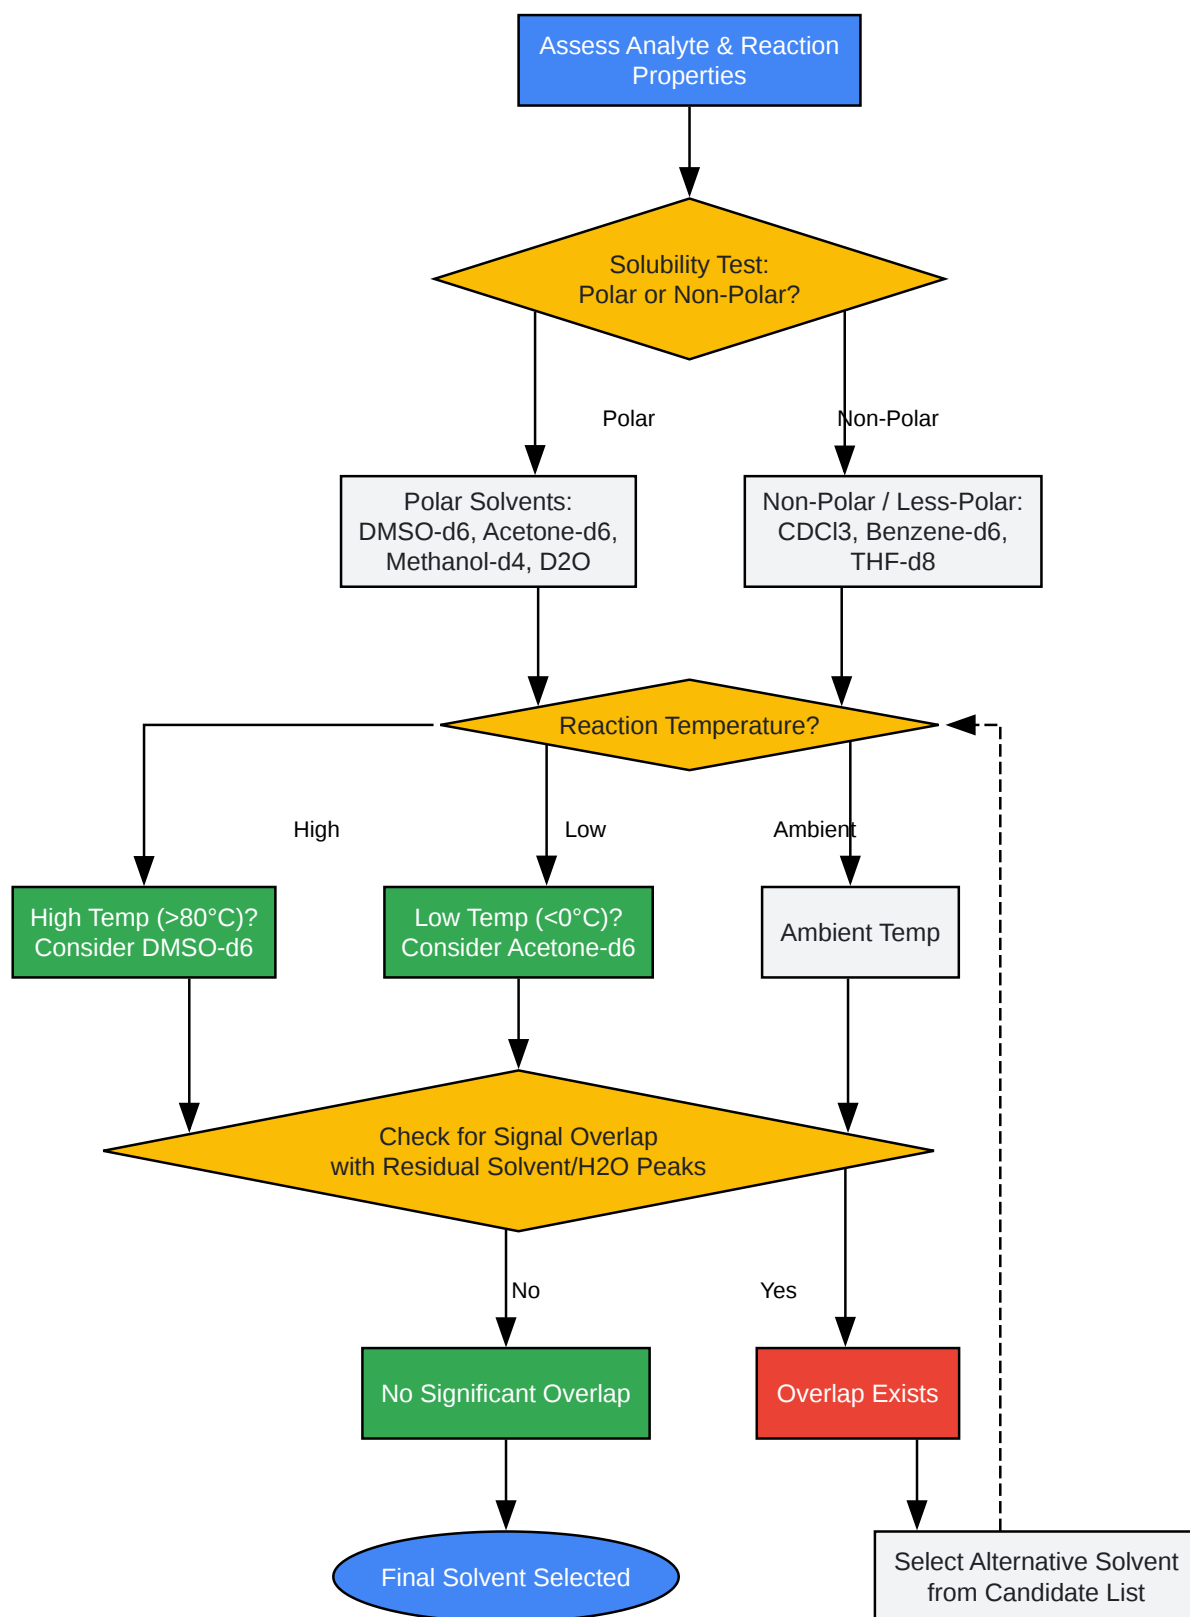 Assess Analyte & Reaction
Properties
Solubility Test:
Polar or Non-Polar?
Polar
Non-Polar
Polar Solvents:
DMSO-d6, Acetone-d6,
Methanol-d4, D2O
Non-Polar / Less-Polar:
CDCl3, Benzene-d6,
THF-d8
Reaction Temperature?
High
Low
Ambient
High Temp (>80°C)?
Consider DMSO-d6
Low Temp (<0°C)?
Consider Acetone-d6
Ambient Temp
Check for Signal Overlap
with Residual Solvent/H2O Peaks
No
Yes
No Significant Overlap
Overlap Exists
Final Solvent Selected
Select Alternative Solvent
from Candidate List